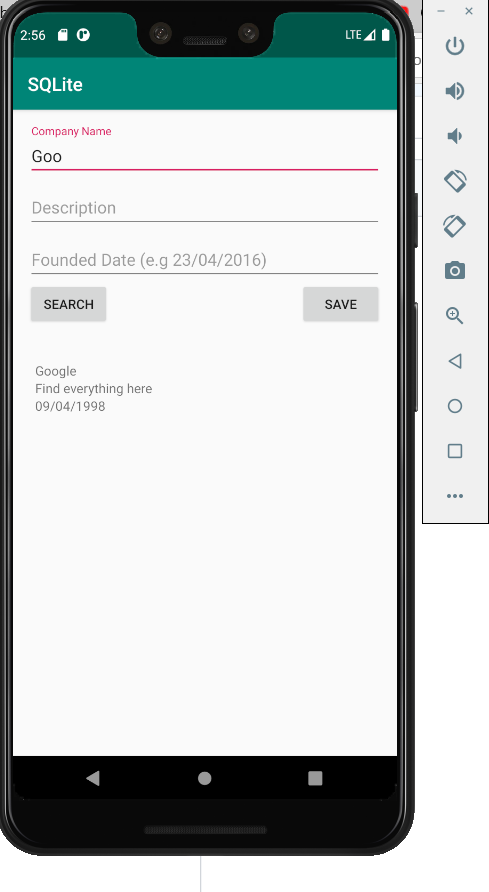 2:56
LTE
SQLite
Company Name
Goo
Description
Founded Date (e.g 23/04/2016)
SEARCH
SAVE
Google
Find everything here
09/04/1998